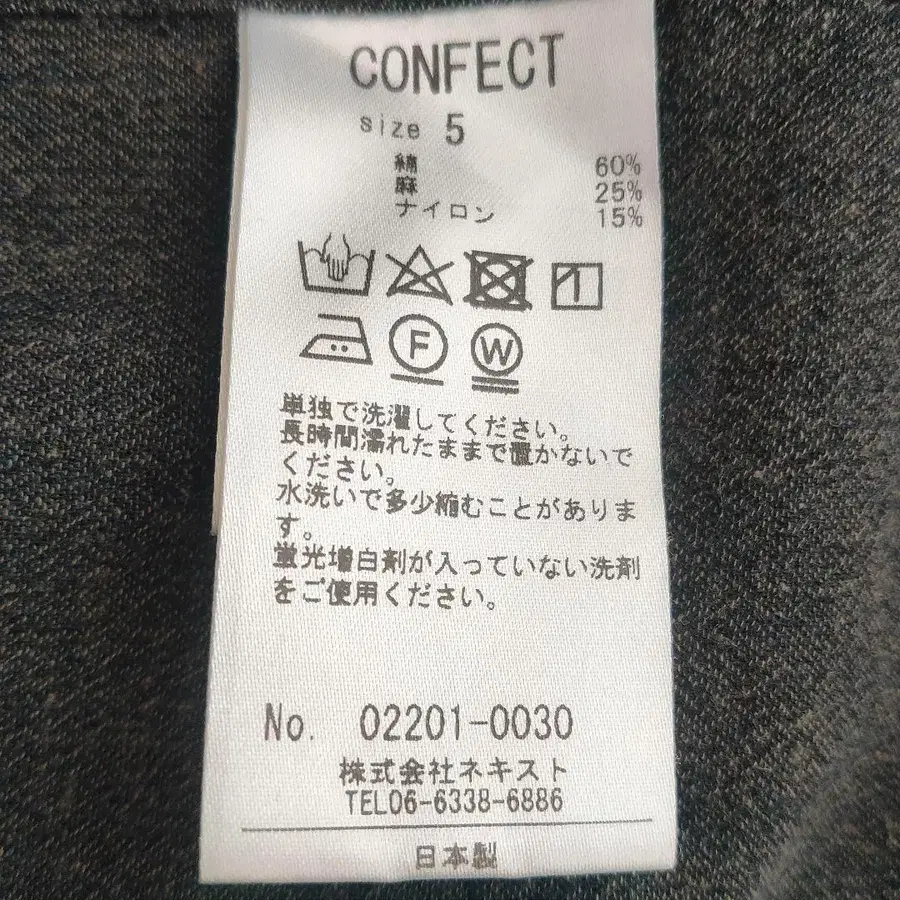 CONFECT
size 5
綿 60%
麻 25%
ナイロン 15%
F W
単独で洗濯してください。
長時間濡れたままで置かないで
ください。
水洗いで多少縮むことがありま
す。
蛍光増白剤が入っていない洗剤
をご使用ください。
No. 02201-0030
株式会社ネキスト
TEL06-6338-6886
日本製